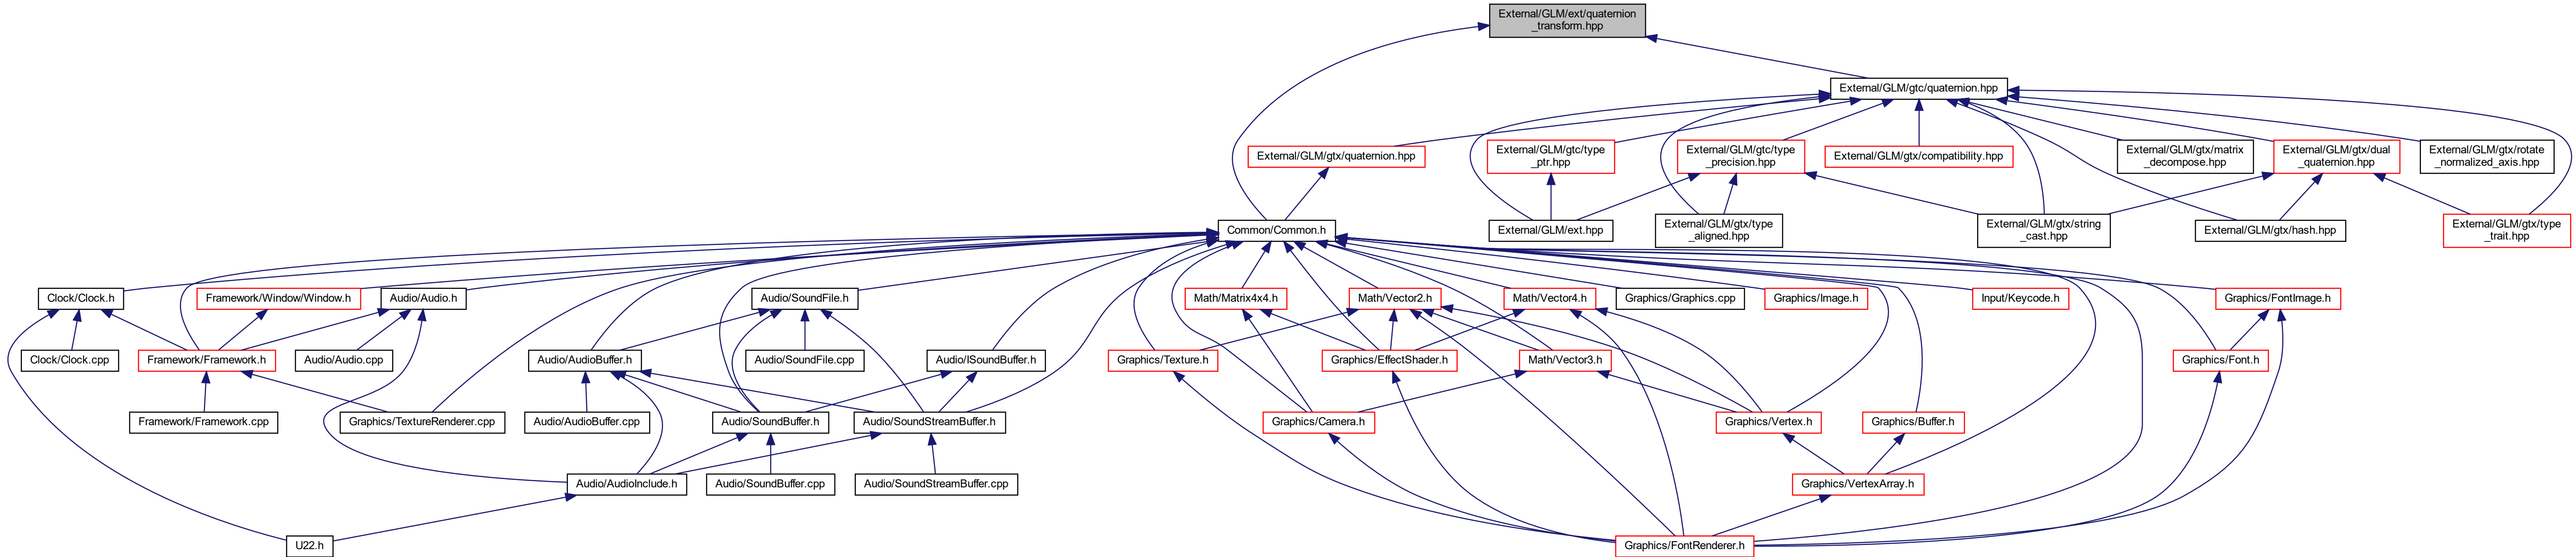 External/GLM/ext/quaternion
_transform.hpp
External/GLM/gtc/quaternion.hpp
External/GLM/gtx/quaternion.hpp
External/GLM/gtc/type
_ptr.hpp
External/GLM/gtc/type
_precision.hpp
External/GLM/gtx/compatibility.hpp
External/GLM/gtx/matrix
_decompose.hpp
External/GLM/gtx/dual
_quaternion.hpp
External/GLM/gtx/rotate
_normalized_axis.hpp
Common/Common.h
External/GLM/ext.hpp
External/GLM/gtx/type
_aligned.hpp
External/GLM/gtx/string
_cast.hpp
External/GLM/gtx/hash.hpp
External/GLM/gtx/type
_trait.hpp
Clock/Clock.h
Framework/Window/Window.h
Audio/Audio.h
Audio/SoundFile.h
Math/Matrix4x4.h
Math/Vector2.h
Math/Vector4.h
Graphics/Graphics.cpp
Graphics/Image.h
Input/Keycode.h
Graphics/FontImage.h
Clock/Clock.cpp
Framework/Framework.h
Audio/Audio.cpp
Audio/AudioBuffer.h
Audio/SoundFile.cpp
Audio/ISoundBuffer.h
Graphics/Texture.h
Graphics/EffectShader.h
Math/Vector3.h
Graphics/Font.h
Framework/Framework.cpp
Graphics/TextureRenderer.cpp
Audio/AudioBuffer.cpp
Audio/SoundBuffer.h
Audio/SoundStreamBuffer.h
Graphics/Camera.h
Graphics/Vertex.h
Graphics/Buffer.h
Audio/AudioInclude.h
Audio/SoundBuffer.cpp
Audio/SoundStreamBuffer.cpp
Graphics/VertexArray.h
U22.h
Graphics/FontRenderer.h